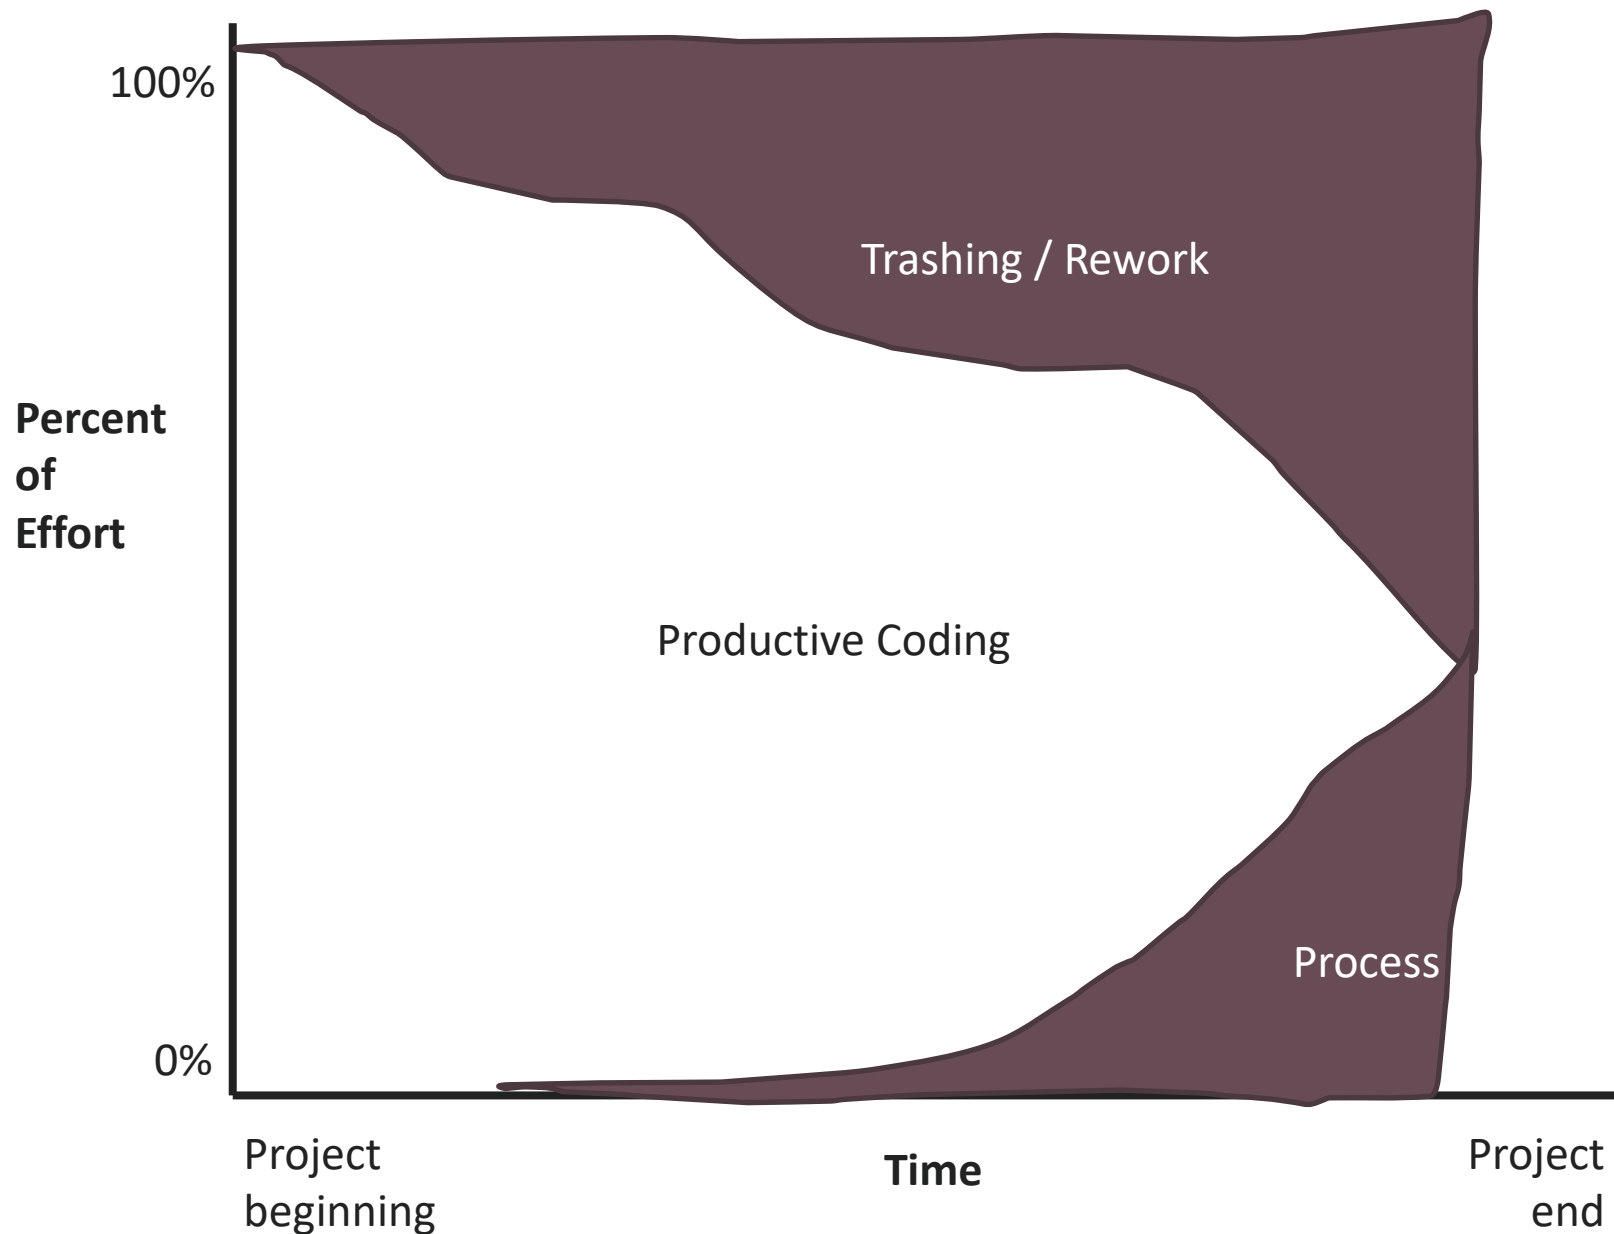 100%
Trashing / Rework
Percent
of
Effort
Productive Coding
Process
0%
Project
beginning
Time
Project
end